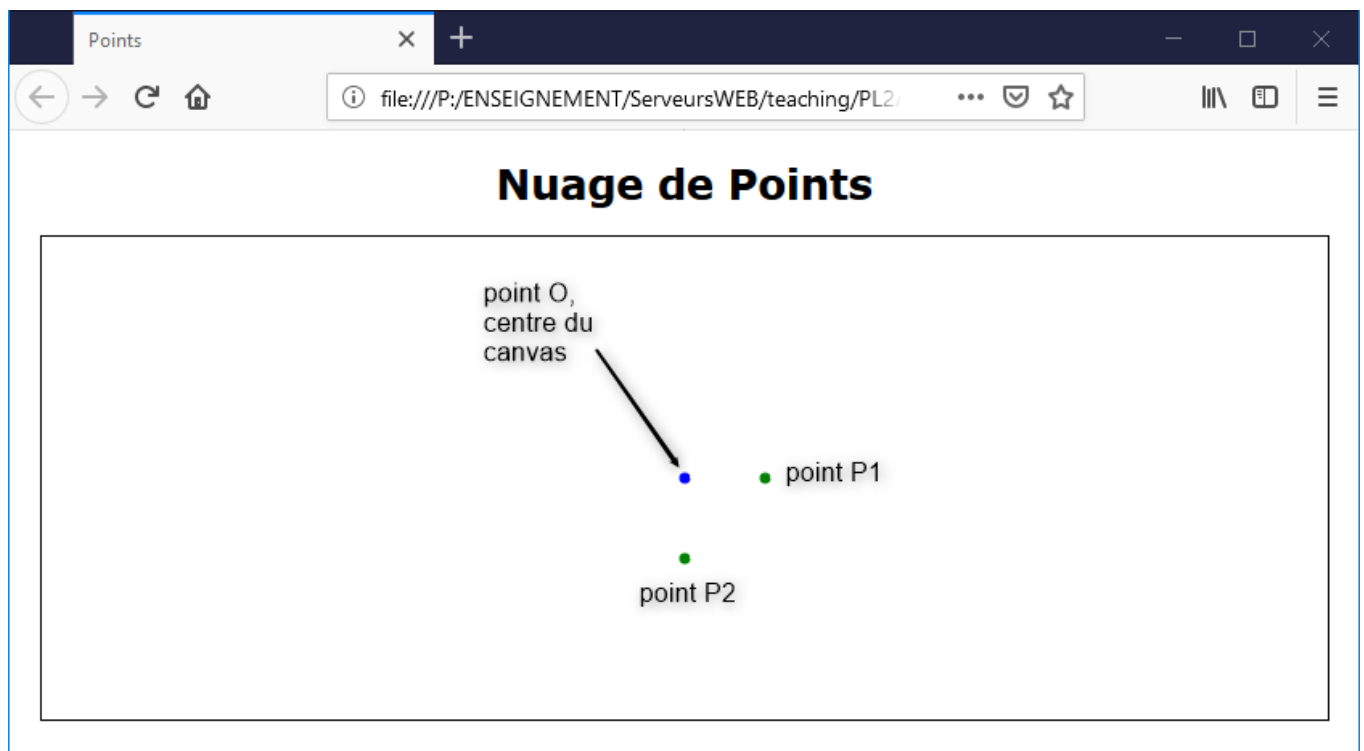 Points
file:///P:/ENSEIGNEMENT/ServeursWEB/teaching/PL2/
Nuage de Points
point O,
centre du
canvas
point P1
point P2